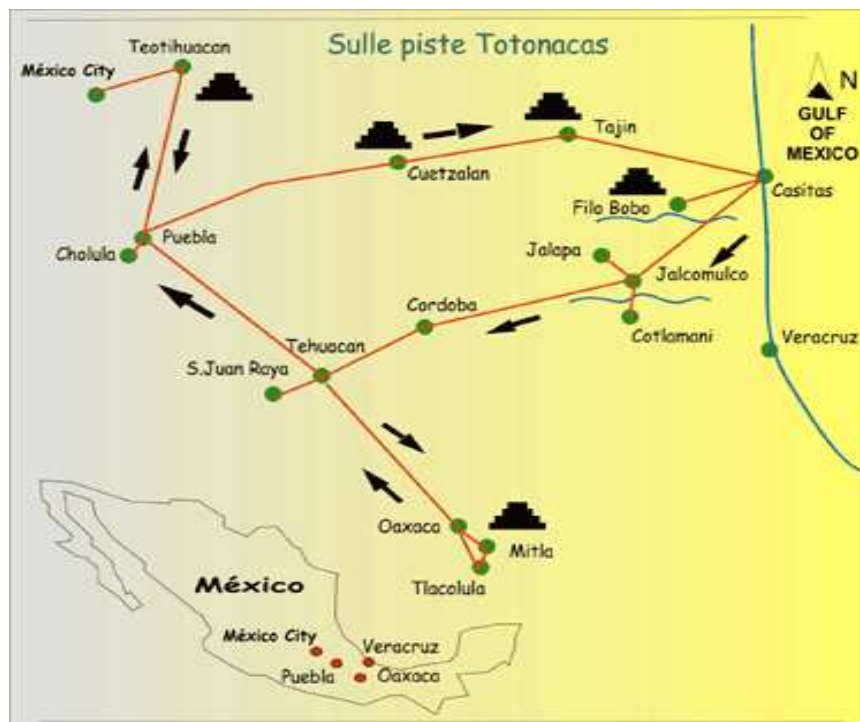 Sulle piste Totonacas
Teotihuacan
México City
N
GULF
OF
MEXICO
Tajin
Cuetzalan
Casitas
Filo Bobo
Puebla
Cholula
Jalapa
Jalcomulco
Cordoba
Cotlamani
Veracruz
Tehuacan
S.Juan Raya
Oaxaca
Mitla
Tlacolula
México
México City
Veracruz
Puebla
Oaxaca